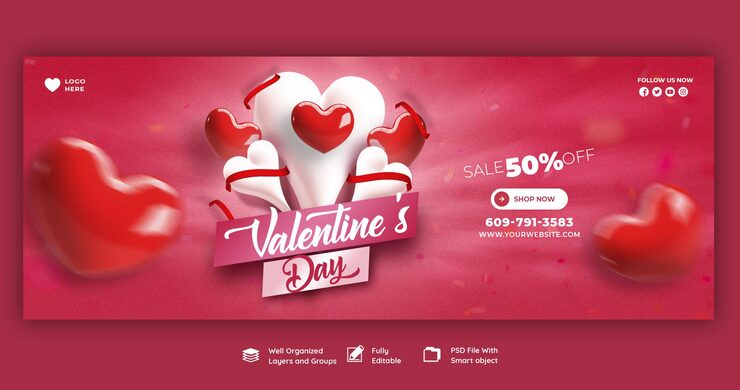 LOGO
HERE
FOLLOW US NOW
Valentine's
Day
SALE 50% OFF
SHOP NOW
609-791-3583
WWW.YOURWEBSITE.COM
Well Organized
Layers and Groups
Fully
Editable
PSD File With
Smart object